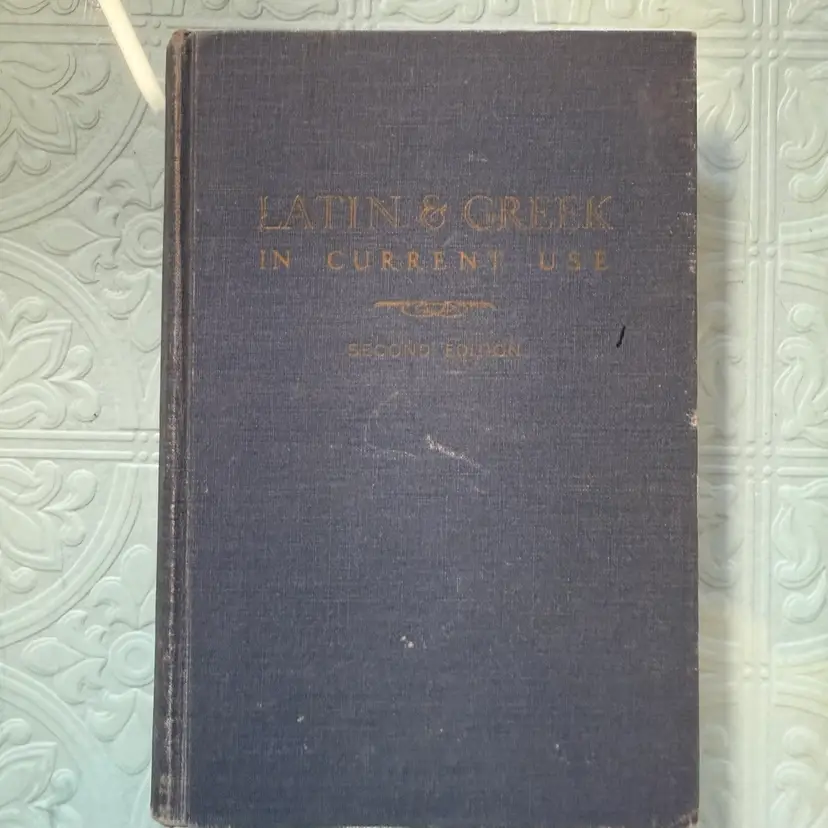 LATIN & GREEK
IN CURRENT USE
SECOND EDITION